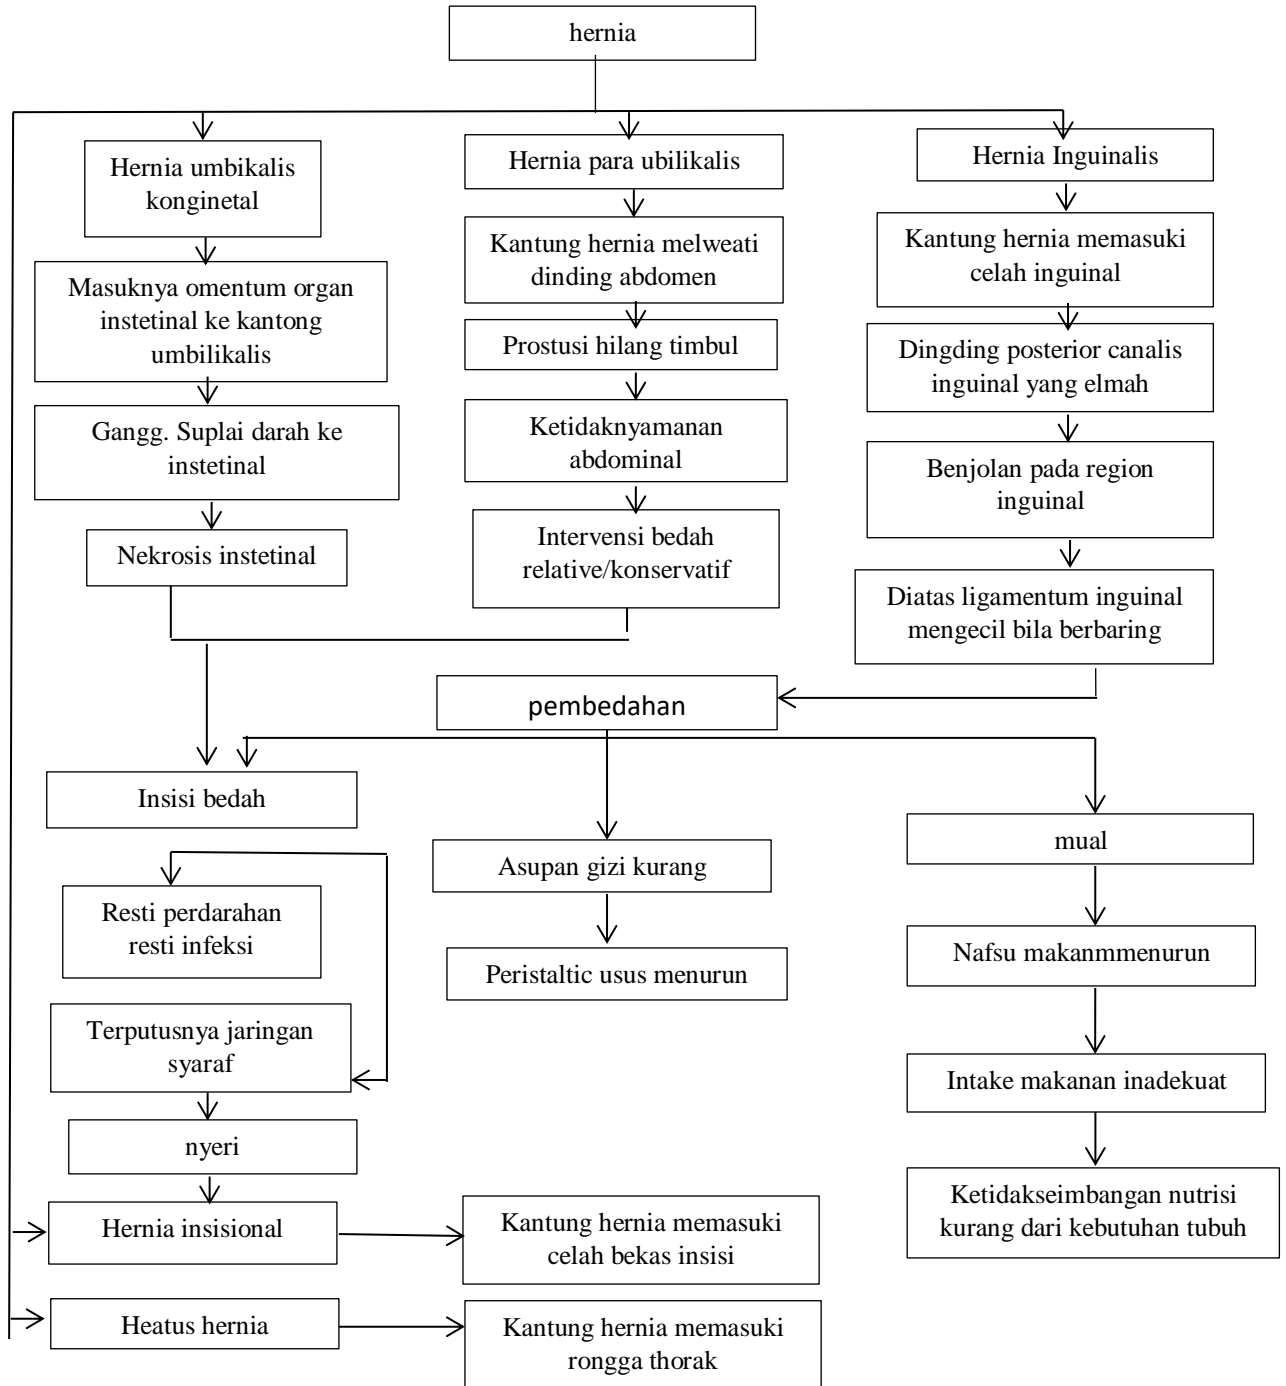 hernia
Hernia umbikalis
konginetal
Hernia para ubilikalis
Hernia Inguinalis
Masuknya omentum organ
instetinal ke kantong
umbilikalis
Kantung hernia melweati
dinding abdomen
Kantung hernia memasuki
celah inguinal
Prostusi hilang timbul
Dingding posterior canalis
inguinal yang elmah
Gangg. Suplai darah ke
instetinal
Ketidaknyamanan
abdominal
Benjolan pada region
inguinal
Nekrosis instetinal
Intervensi bedah
relative/konservatif
Diatas ligamentum inguinal
mengecil bila berbaring
pembedahan
Insisi bedah
Asupan gizi kurang
mual
Resti perdarahan
resti infeksi
Peristaltic usus menurun
Nafsu makanmmenurun
Terputusnya jaringan
syaraf
Intake makanan inadekuat
nyeri
Ketidakseimbangan nutrisi
kurang dari kebutuhan tubuh
Hernia insisional
Kantung hernia memasuki
celah bekas insisi
Heatus hernia
Kantung hernia memasuki
rongga thorak